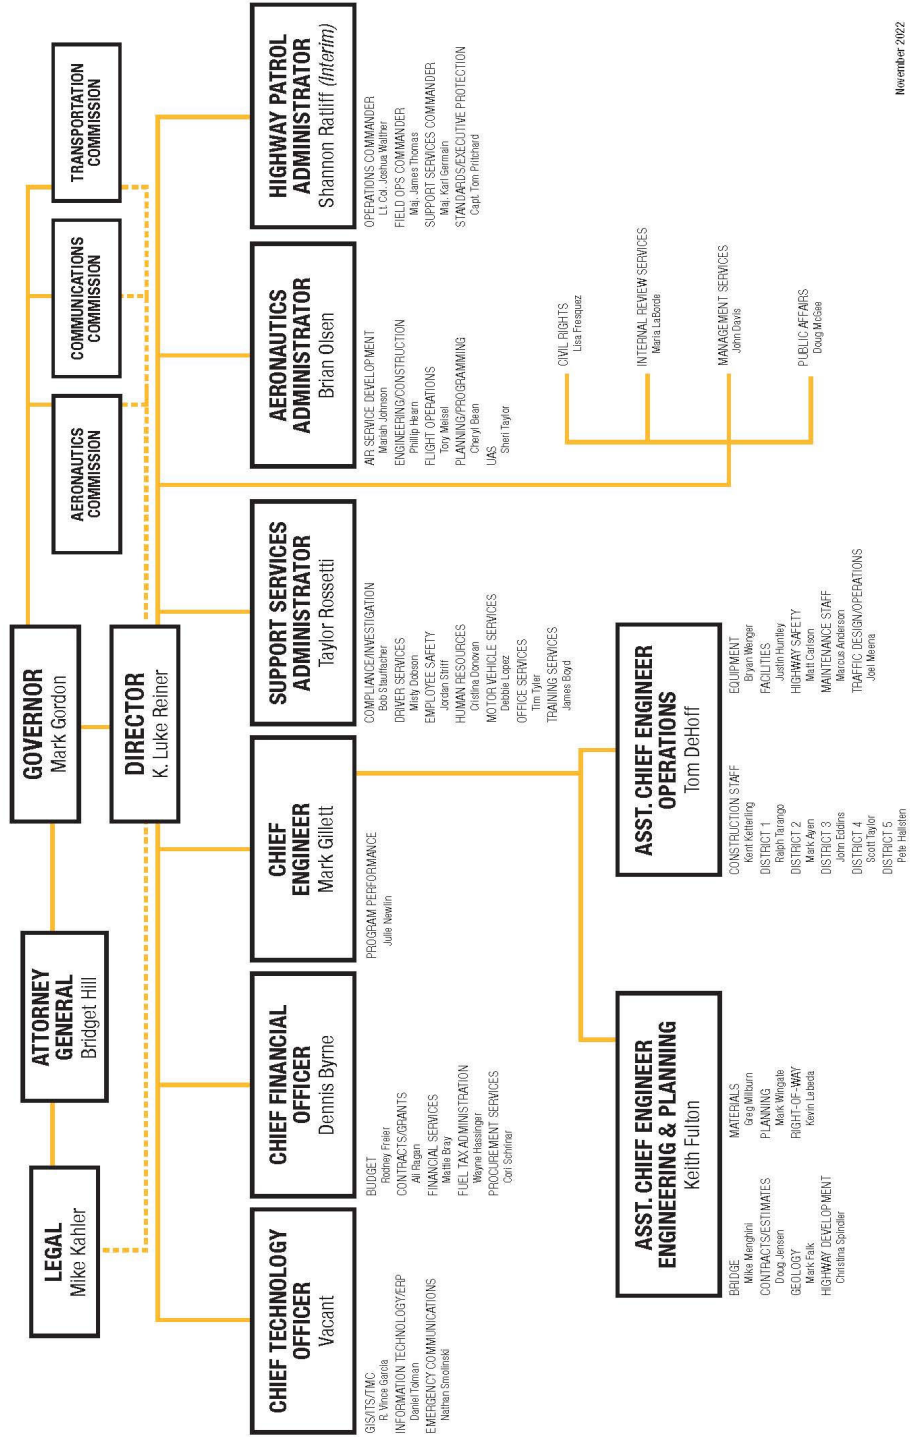 GOVERNOR
Mark Gordon
ATTORNEY
GENERAL
Bridget Hill
LEGAL
Mike Kahler
DIRECTOR
K. Luke Reiner
AERONAUTICS
COMMISSION
COMMUNICATIONS
COMMISSION
TRANSPORTATION
COMMISSION
CHIEF TECHNOLOGY
OFFICER
Vacant
GIS/ITS/TMC
R. Vince Garcia
INFORMATION TECHNOLOGY/ERP
Daniel Tolman
EMERGENCY COMMUNICATIONS
Nathan Smolinski
CHIEF FINANCIAL
OFFICER
Dennis Byrne
BUDGET
Rodney Freier
CONTRACTS/GRANTS
Ali Ragan
FINANCIAL SERVICES
Mattie Bray
FUEL TAX ADMINISTRATION
Wayne Hassinger
PROCUREMENT SERVICES
Cori Schrinar
CHIEF
ENGINEER
Mark Gillett
PROGRAM PERFORMANCE
Julie Newlin
SUPPORT SERVICES
ADMINISTRATOR
Taylor Rossetti
COMPLIANCE/INVESTIGATION
Bob Stauffacher
DRIVER SERVICES
Misty Dobson
EMPLOYEE SAFETY
Jordan Striff
HUMAN RESOURCES
Cristina Donovan
MOTOR VEHICLE SERVICES
Debbie Lopez
OFFICE SERVICES
Tim Tyler
TRAINING SERVICES
James Boyd
AERONAUTICS
ADMINISTRATOR
Brian Olsen
AIR SERVICE DEVELOPMENT
Mariah Johnson
ENGINEERING/CONSTRUCTION
Phillip Hearn
FLIGHT OPERATIONS
Tory Meisel
PLANNING/PROGRAMMING
Cheryl Bean
UAS
Sheri Taylor
HIGHWAY PATROL
ADMINISTRATOR
Shannon Ratliff (Interim)
OPERATIONS COMMANDER
Lt. Col. Joshua Walther
FIELD OPS COMMANDER
Maj. James Thomas
SUPPORT SERVICES COMMANDER
Maj. Karl Germain
STANDARDS/EXECUTIVE PROTECTION
Capt. Tom Pritchard
CIVIL RIGHTS
Lisa Fresquez
INTERNAL REVIEW SERVICES
Maria LaBorde
MANAGEMENT SERVICES
John Davis
PUBLIC AFFAIRS
Doug McGee
ASST. CHIEF ENGINEER
ENGINEERING & PLANNING
Keith Fulton
BRIDGE
Mike Menghini
CONTRACTS/ESTIMATES
Doug Jensen
GEOLOGY
Mark Falk
HIGHWAY DEVELOPMENT
Christina Spindler
MATERIALS
Greg Milburn
PLANNING
Mark Wingate
RIGHT-OF-WAY
Kevin Lebeda
ASST. CHIEF ENGINEER
OPERATIONS
Tom DeHoff
CONSTRUCTION STAFF
Kent Ketterling
DISTRICT 1
Ralph Tarango
DISTRICT 2
Mark Ayen
DISTRICT 3
John Eddins
DISTRICT 4
Scott Taylor
DISTRICT 5
Pete Hallsten
EQUIPMENT
Bryan Wenger
FACILITIES
Justin Huntley
HIGHWAY SAFETY
Matt Carlson
MAINTENANCE STAFF
Marcus Anderson
TRAFFIC DESIGN/OPERATIONS
Joel Meena
November 2022